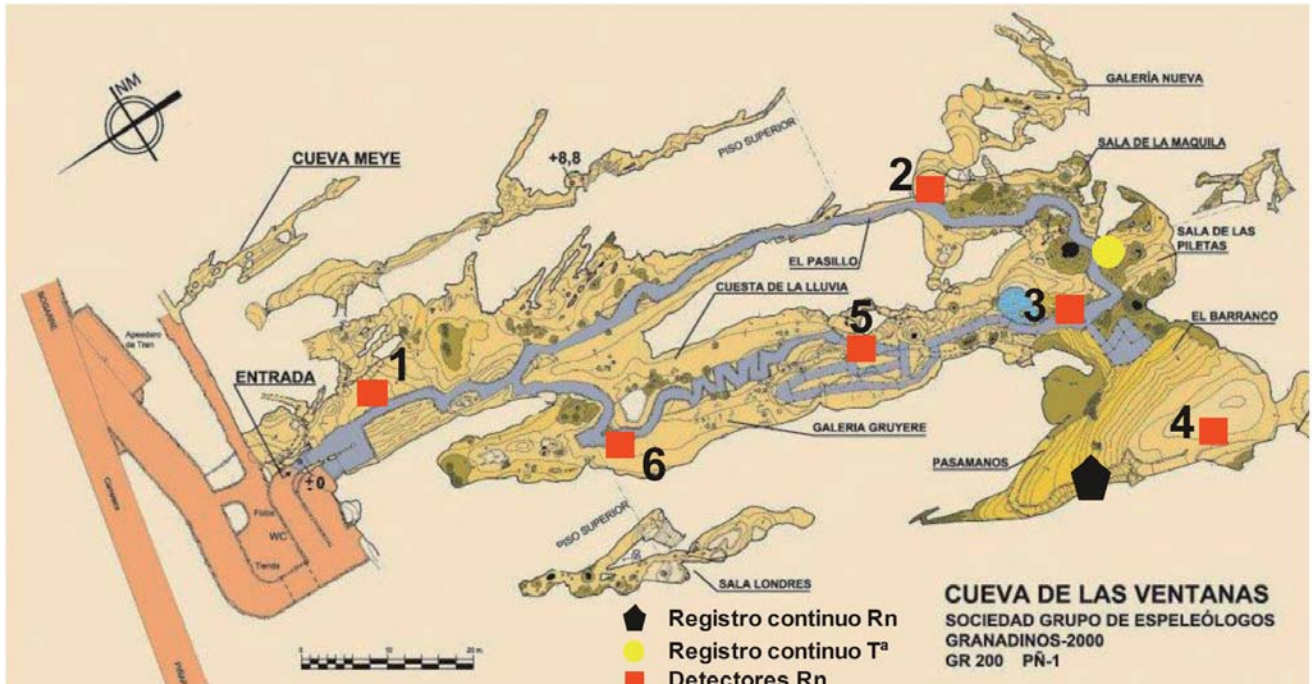 NM
CUEVA MEYE
+8,8
PISO SUPERIOR
GALERÍA NUEVA
SALA DE LA MAQUILA
2
SALA DE LAS
PILETAS
EL PASILLO
CUESTA DE LA LLUVIA
3
5
EL BARRANCO
Apeadero
de Tren
ENTRADA
1
GALERIA GRUYERE
4
6
PASAMANOS
±0
Carretera
WC
Tienda
PISO SUPERIOR
SALA LONDRES
0
10
20 m.
Registro continuo Rn
Registro continuo Tª
Detectores Rn
CUEVA DE LAS VENTANAS
SOCIEDAD GRUPO DE ESPELEÓLOGOS
GRANADINOS-2000
GR 200 PÑ-1